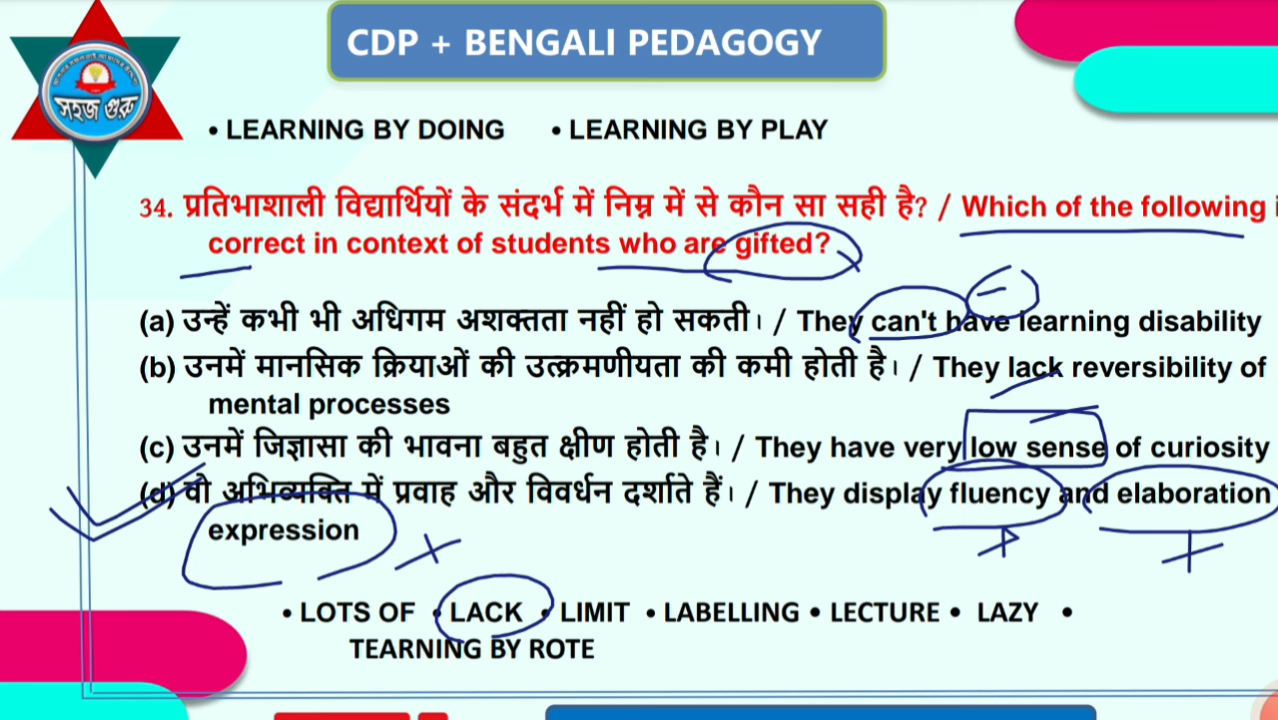 CDP + BENGALI PEDAGOGY
সহজ গুরু
• LEARNING BY DOING • LEARNING BY PLAY
34. प्रतिभाशाली विद्यार्थियों के संदर्भ में निम्न में से कौन सा सही है? / Which of the following
correct in context of students who are gifted?
(a) उन्हें कभी भी अधिगम अशक्तता नहीं हो सकती। / They can't have learning disability
(b) उनमें मानसिक क्रियाओं की उत्क्रमणीयता की कमी होती है। / They lack reversibility of
mental processes
(c) उनमें जिज्ञासा की भावना बहुत क्षीण होती है। / They have very low sense of curiosity
(d) वो अभिव्यक्ति में प्रवाह और विवर्धन दर्शाते हैं। / They display fluency and elaboration
expression
• LOTS OF • LACK • LIMIT • LABELLING • LECTURE • LAZY •
TEARNING BY ROTE